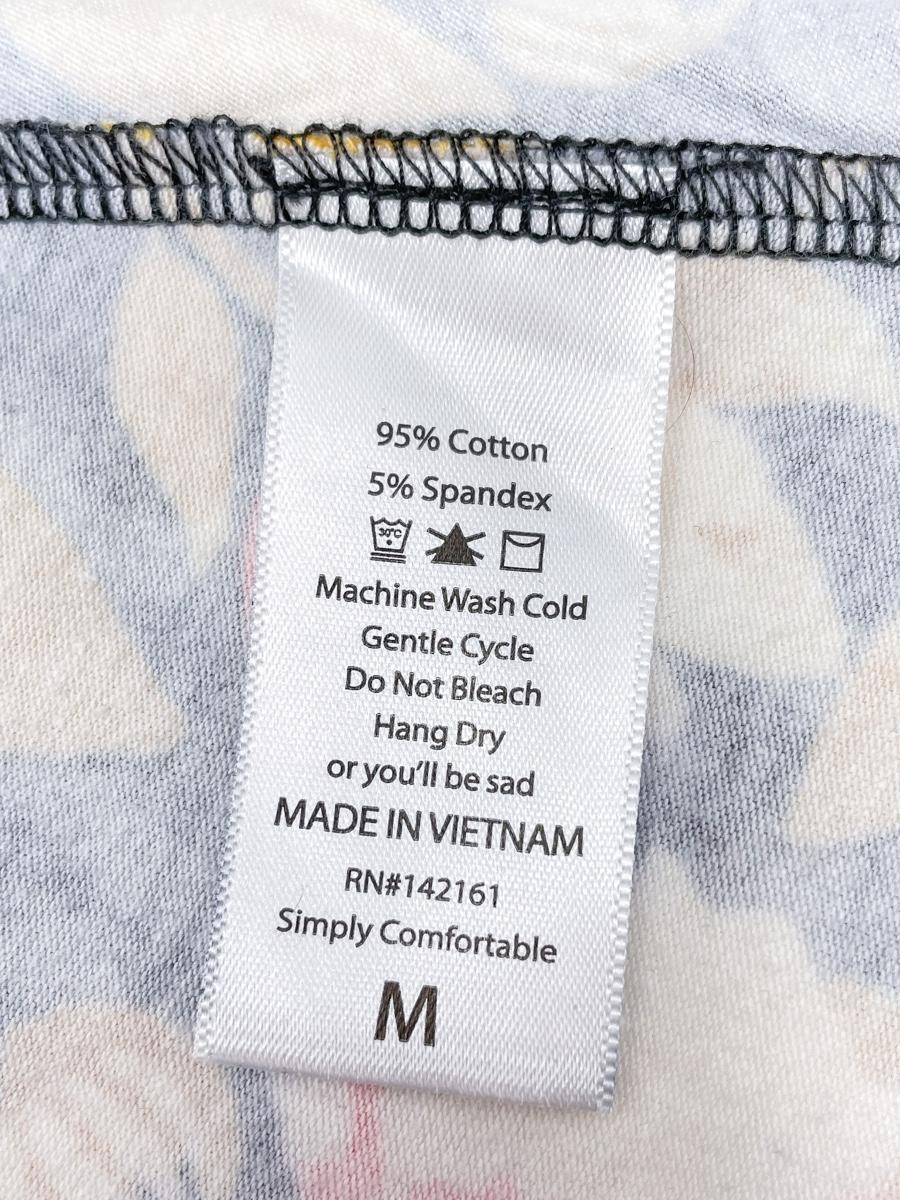 95% Cotton
5% Spandex
30°C
Machine Wash Cold
Gentle Cycle
Do Not Bleach
Hang Dry
or you'll be sad
MADE IN VIETNAM
RN#142161
Simply Comfortable
M